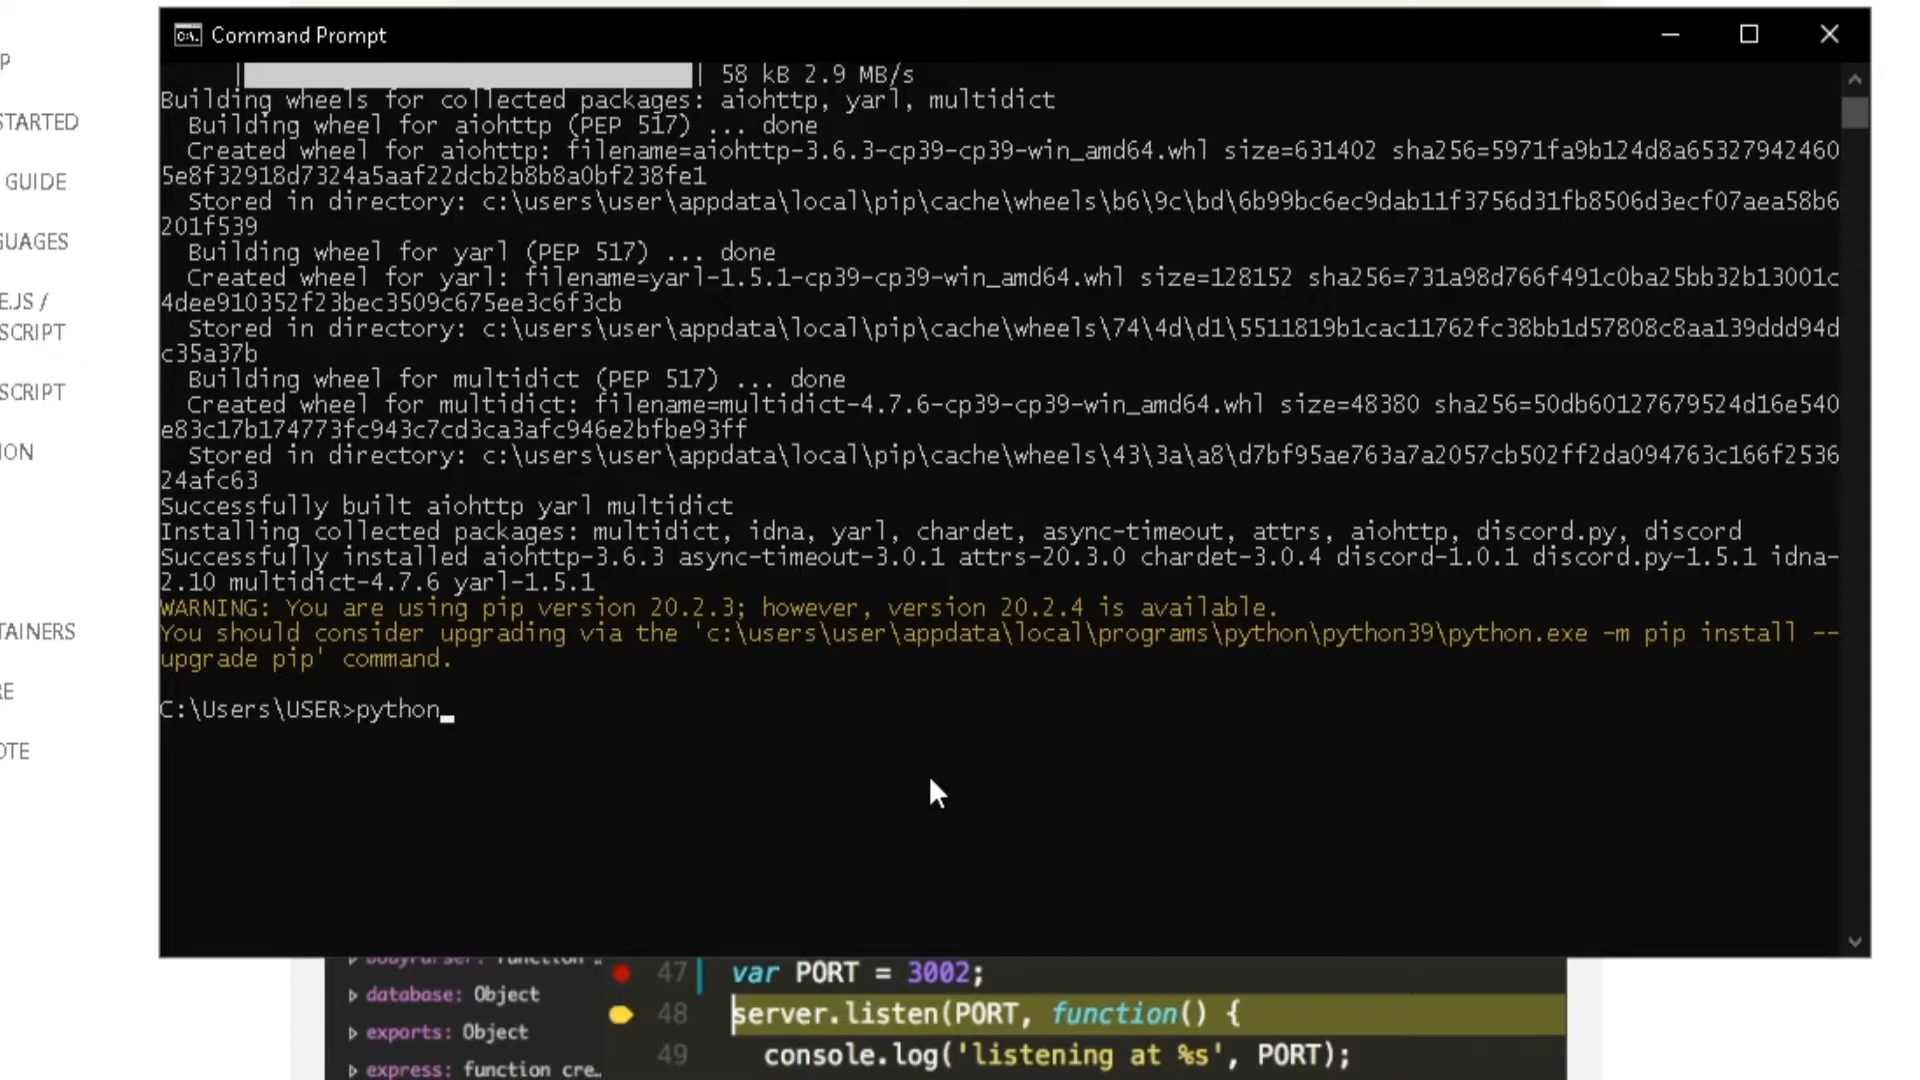 Command Prompt
| 58 kB 2.9 MB/s
Building wheels for collected packages: aiohttp, yarl, multidict
Building wheel for aiohttp (PEP 517) ... done
Created wheel for aiohttp: filename=aiohttp-3.6.3-cp39-cp39-win_amd64.whl size=631402 sha256=5971fa9b124d8a65327942460
5e8f32918d7324a5aaf22dcb2b8b8a0bf238fe1
Stored in directory: c:\users\user\appdata\local\pip\cache\wheels\b6\9c\bd\6b99bc6ec9dab11f3756d31fb8506d3ecf07aea58b6
201f539
Building wheel for yarl (PEP 517) ... done
Created wheel for yarl: filename=yarl-1.5.1-cp39-cp39-win_amd64.whl size=128152 sha256=731a98d766f491c0ba25bb32b13001c
4dee910352f23bec3509c675ee3c6f3cb
Stored in directory: c:\users\user\appdata\local\pip\cache\wheels\74\4d\d1\5511819b1cac11762fc38bb1d57808c8aa139ddd94d
c35a37b
Building wheel for multidict (PEP 517) ... done
Created wheel for multidict: filename=multidict-4.7.6-cp39-cp39-win_amd64.whl size=48380 sha256=50db60127679524d16e540
e83c17b174773fc943c7cd3ca3afc946e2bfbe93ff
Stored in directory: c:\users\user\appdata\local\pip\cache\wheels\43\3a\a8\d7bf95ae763a7a2057cb502ff2da094763c166f2536
24afc63
Successfully built aiohttp yarl multidict
Installing collected packages: multidict, idna, yarl, chardet, async-timeout, attrs, aiohttp, discord.py, discord
Successfully installed aiohttp-3.6.3 async-timeout-3.0.1 attrs-20.3.0 chardet-3.0.4 discord-1.0.1 discord.py-1.5.1 idna-
2.10 multidict-4.7.6 yarl-1.5.1
WARNING: You are using pip version 20.2.3; however, version 20.2.4 is available.
You should consider upgrading via the 'c:\users\user\appdata\local\programs\python\python39\python.exe -m pip install --
upgrade pip' command.
C:\Users\USER>python_
P
STARTED
GUIDE
GUAGES
E.JS /
SCRIPT
SCRIPT
ION
TAINERS
RE
OTE
database: Object
exports: Object
express: function cre…
47 var PORT = 3002;
48 server.listen(PORT, function() {
49 console.log('listening at %s', PORT);